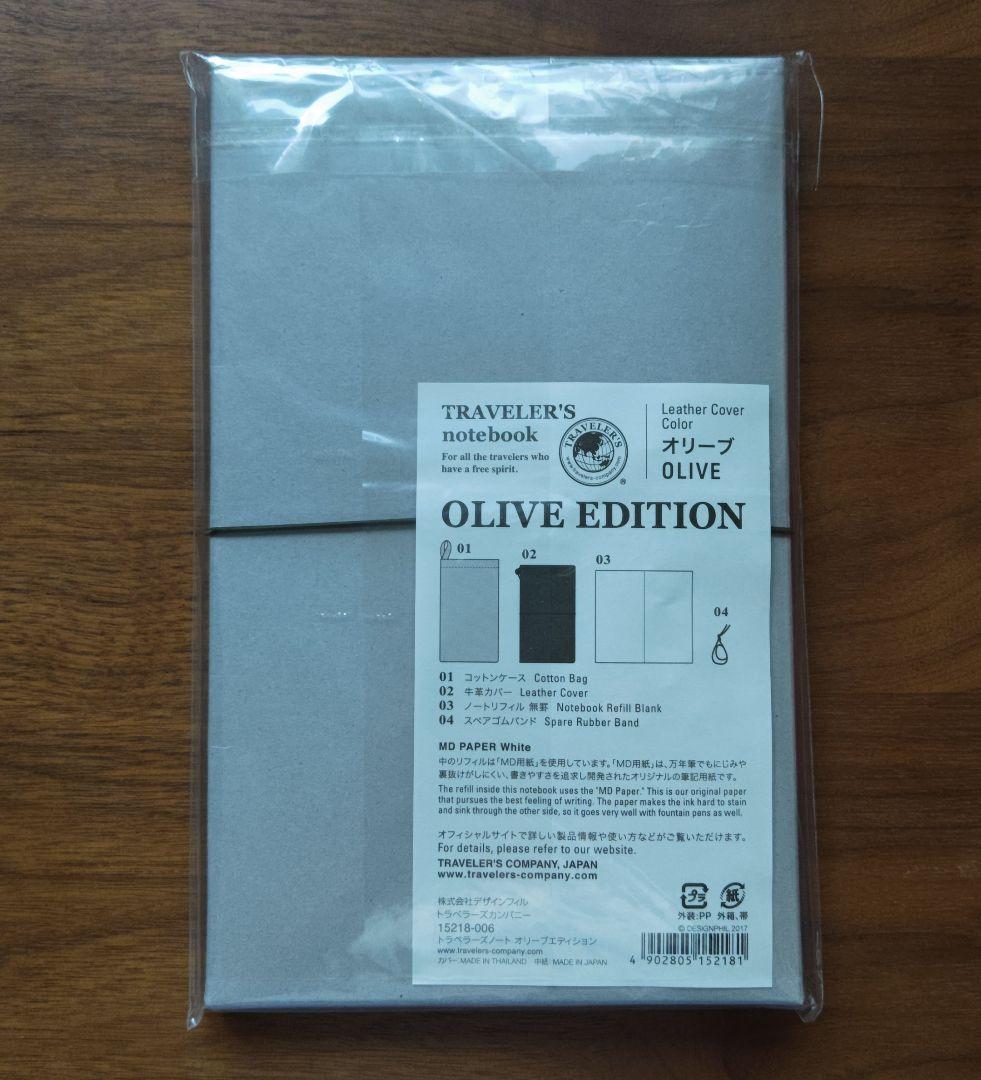 TRAVELER'S
notebook
For all the travelers who
have a free spirit.
TRAVELER'S
www.travelers-company.com
®
Leather Cover
Color
オリーブ
OLIVE
OLIVE EDITION
01
02
03
04
01 コットンケース Cotton Bag
02 牛革カバー Leather Cover
03 ノートリフィル 無罫 Notebook Refill Blank
04 スペアゴムバンド Spare Rubber Band
MD PAPER White
中のリフィルは「MD用紙」を使用しています。「MD用紙」は、万年筆でもにじみや
裏抜けがしにくい、書きやすさを追求し開発されたオリジナルの筆記用紙です。
The refill inside this notebook uses the "MD Paper." This is our original paper
that pursues the best feeling of writing. The paper makes the ink hard to stain
and sink through the other side, so it goes very well with fountain pens as well.
オフィシャルサイトで詳しい製品情報や使い方などがご覧いただけます。
For details, please refer to our website.
TRAVELER'S COMPANY, JAPAN
www.travelers-company.com
株式会社デザインフィル
トラベラーズカンパニー
15218-006
トラベラーズノート オリーブエディション
www.travelers-company.com
カバー:MADE IN THAILAND 中紙:MADE IN JAPAN
プラ 紙
外装:PP 外箱、帯
© DESIGNPHIL 2017
4 902805 152181